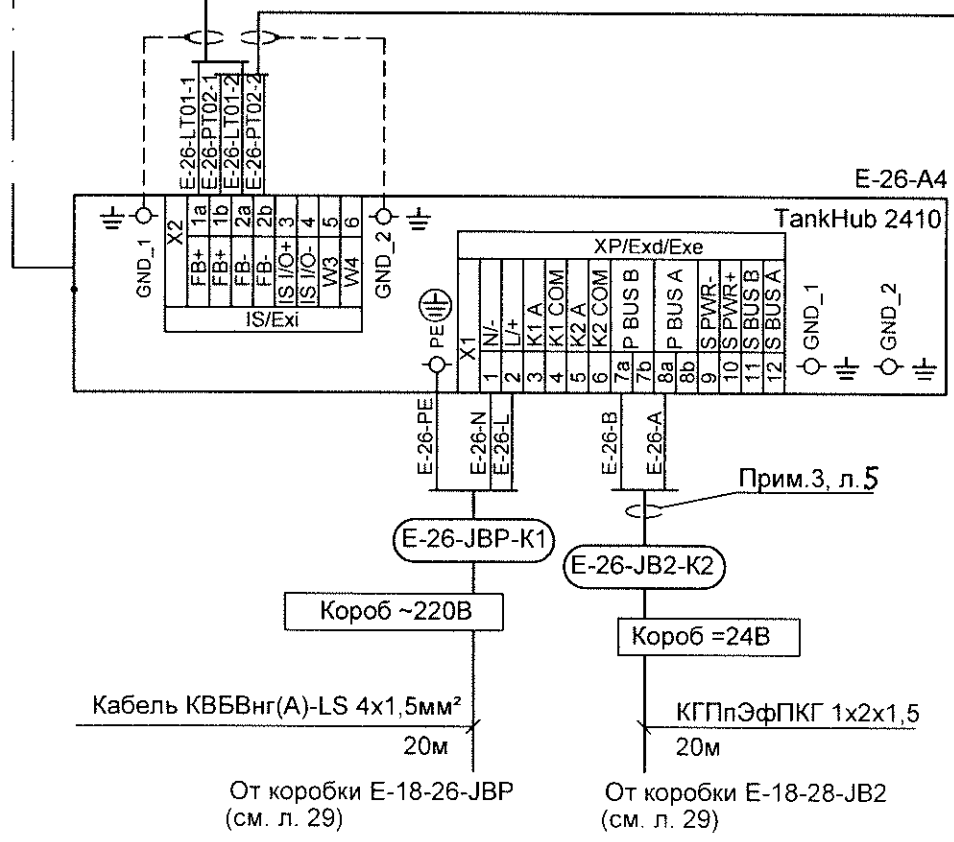 E-26-LT01-1
E-26-PT02-1
E-26-LT01-2
E-26-PT02-2
E-26-A4
TankHub 2410
GND_1
X2
1a
1b
2a
2b
3
4
5
6
FB+
FB+
FB-
FB-
IS I/O+
IS I/O-
W3
W4
IS/Exi
GND_2
PE
XP/Exd/Exe
X1
N/-
L/+
K1 A
K1 COM
K2 A
K2 COM
P BUS B
P BUS A
S PWR-
S PWR+
S BUS B
S BUS A
1
2
3
4
5
6
7a
7b
8a
8b
9
10
11
12
GND_1
GND_2
E-26-PE
E-26-N
E-26-L
E-26-B
E-26-A
Прим.3, л.5
E-26-JBP-K1
E-26-JB2-K2
Короб ~220В
Короб =24В
Кабель КВБВнг(А)-LS 4х1,5мм²
20м
КГПпЭфПКГ 1х2х1,5
20м
От коробки E-18-26-JBP
(см. л. 29)
От коробки E-18-28-JB2
(см. л. 29)